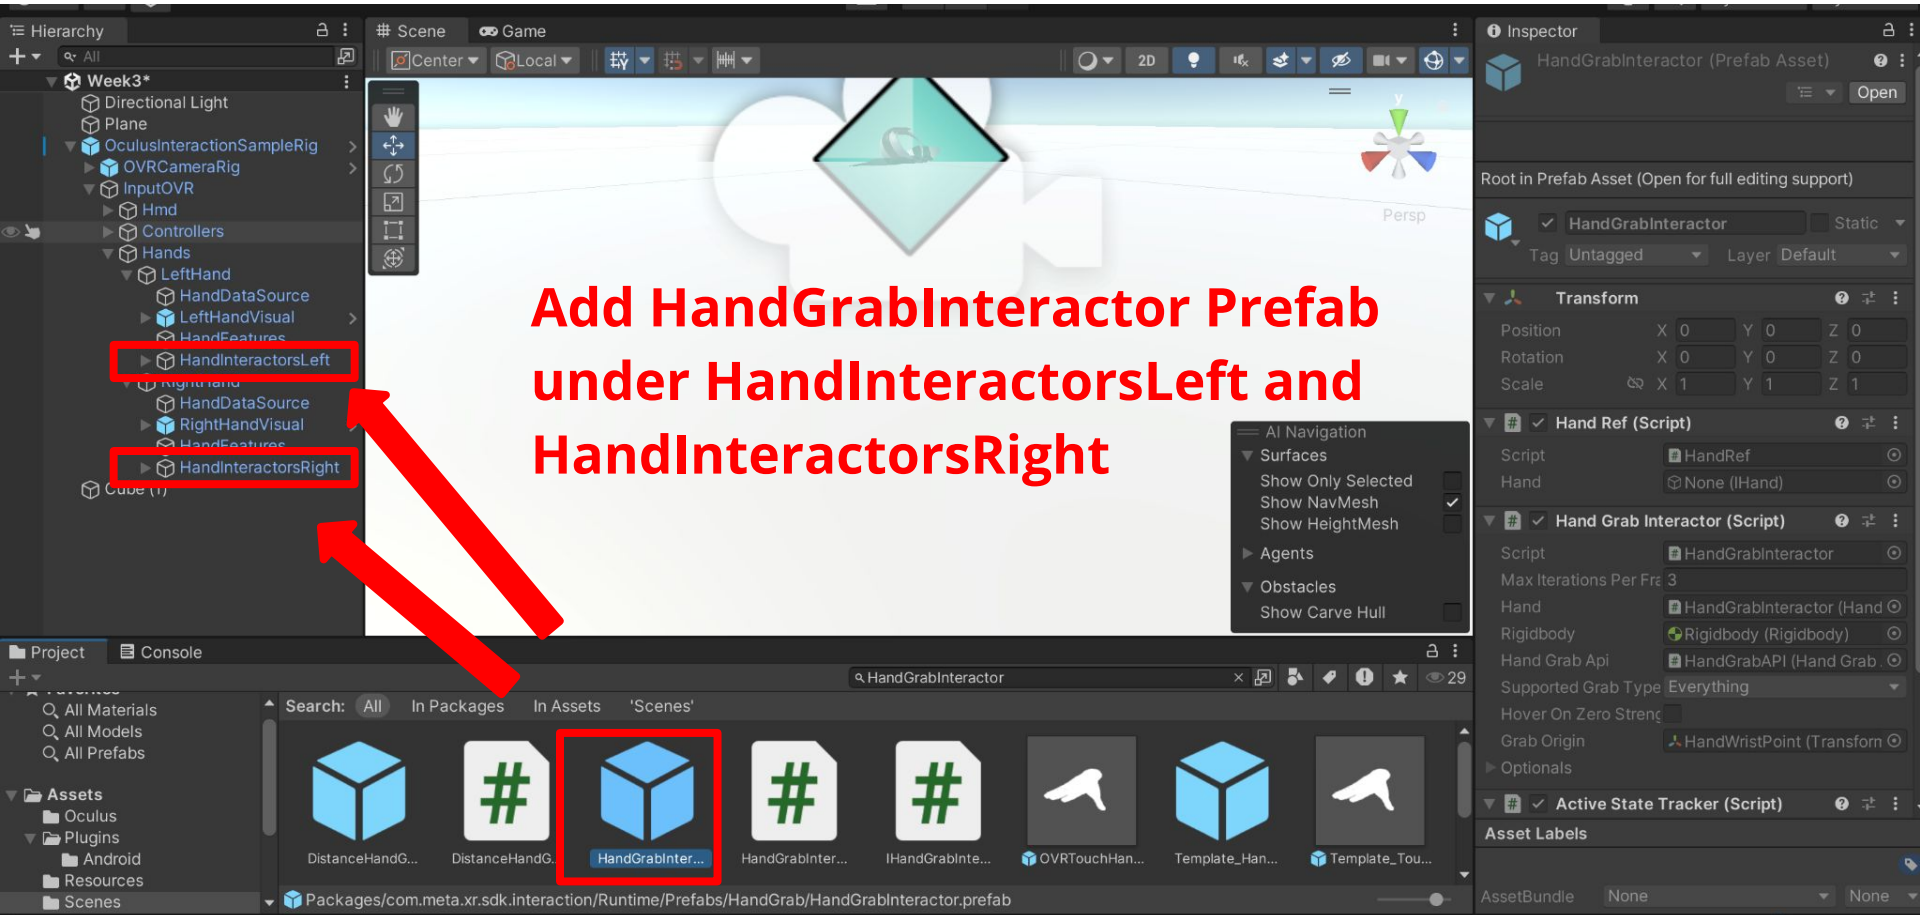 Hierarchy
All
Week3*
Directional Light
Plane
OculusInteractionSampleRig
OVRCameraRig
InputOVR
Hmd
Controllers
Hands
LeftHand
HandDataSource
LeftHandVisual
HandFeatures
HandInteractorsLeft
RightHand
HandDataSource
RightHandVisual
HandFeatures
HandInteractorsRight
Cube (1)
Scene
Game
Center
Local
2D
y
Persp
Add HandGrabInteractor Prefab
under HandInteractorsLeft and
HandInteractorsRight
AI Navigation
Surfaces
Show Only Selected
Show NavMesh
Show HeightMesh
Agents
Obstacles
Show Carve Hull
Inspector
HandGrabInteractor (Prefab Asset)
Open
Root in Prefab Asset (Open for full editing support)
HandGrabInteractor
Static
Tag Untagged
Layer Default
Transform
Position X 0 Y 0 Z 0
Rotation X 0 Y 0 Z 0
Scale X 1 Y 1 Z 1
Hand Ref (Script)
Script HandRef
Hand None (IHand)
Hand Grab Interactor (Script)
Script HandGrabInteractor
Max Iterations Per Fra 3
Hand HandGrabInteractor (Hand
Rigidbody Rigidbody (Rigidbody)
Hand Grab Api HandGrabAPI (Hand Grab
Supported Grab Type Everything
Hover On Zero Streng
Grab Origin HandWristPoint (Transform
Optionals
Active State Tracker (Script)
Asset Labels
AssetBundle None None
Project
Console
HandGrabInteractor
29
Favorites
All Materials
All Models
All Prefabs
Assets
Oculus
Plugins
Android
Resources
Scenes
Search: All In Packages In Assets 'Scenes'
DistanceHandG...
DistanceHandG...
HandGrabInter...
HandGrabInter...
IHandGrabInte...
OVRTouchHan...
Template_Han...
Template_Tou...
Packages/com.meta.xr.sdk.interaction/Runtime/Prefabs/HandGrab/HandGrabInteractor.prefab